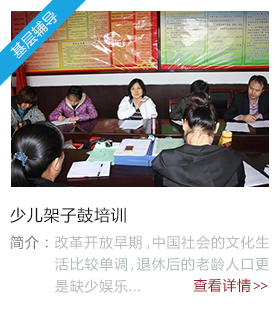 基层辅导
少儿架子鼓培训
简介：改革开放早期,中国社会的文化生
活比较单调,退休后的老龄人口更
是缺少娱乐... 查看详情>>